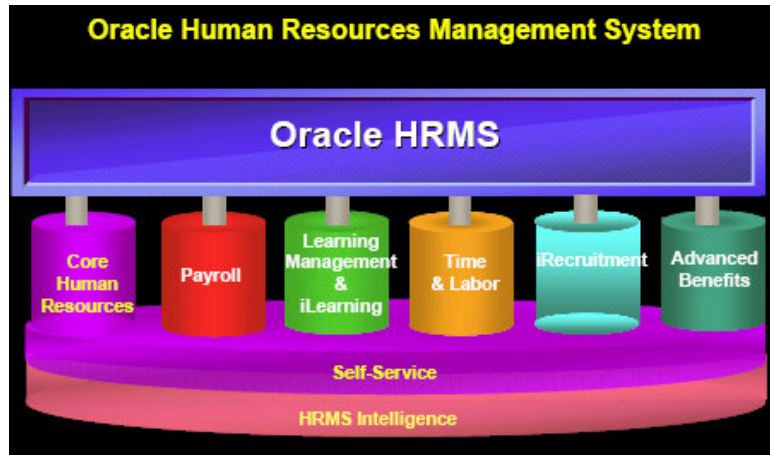 Oracle Human Resources Management System
Oracle HRMS
Core
Human
Resources
Payroll
Learning
Management
&
iLearning
Time
& Labor
iRecruitment
Advanced
Benefits
Self-Service
HRMS Intelligence